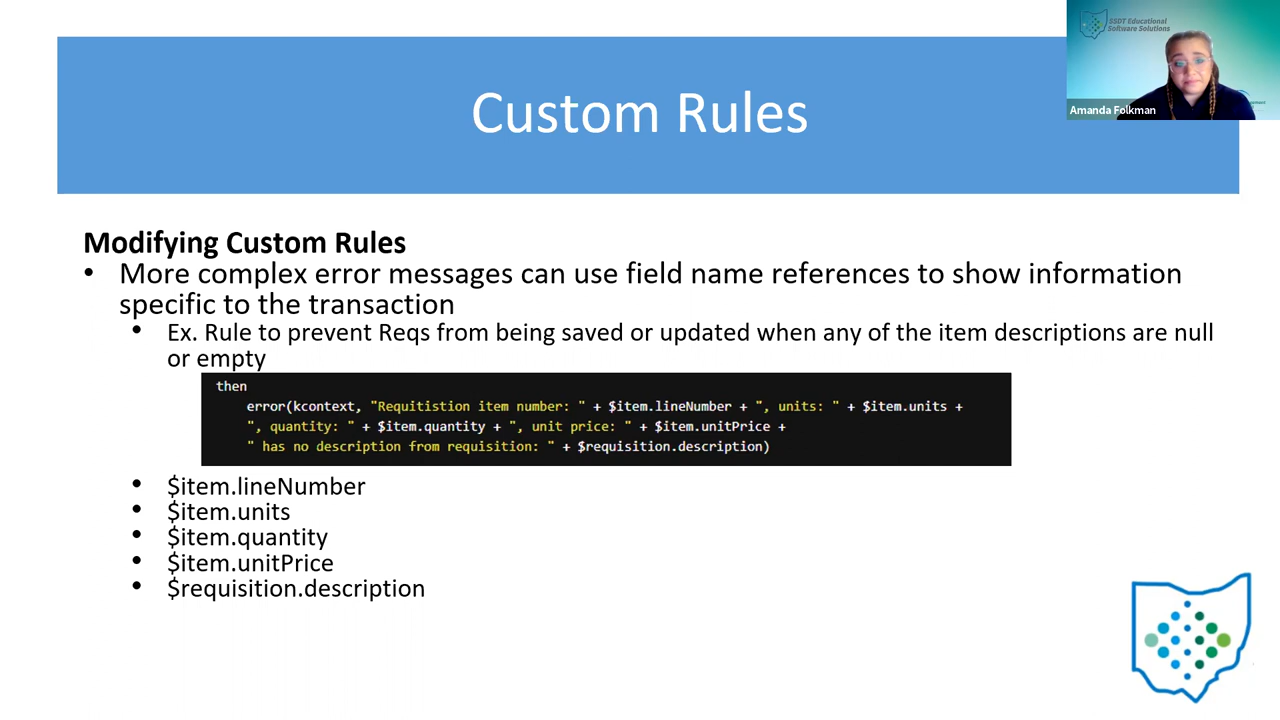 SSDT Educational
Software Solutions
Amanda Folkman
Custom Rules
Modifying Custom Rules
• More complex error messages can use field name references to show information
specific to the transaction
• Ex. Rule to prevent Reqs from being saved or updated when any of the item descriptions are null
or empty
then
error(kcontext, "Requitistion item number: " + $item.lineNumber + ", units: " + $item.units +
", quantity: " + $item.quantity + ", unit price: " + $item.unitPrice +
" has no description from requisition: " + $requisition.description)
• $item.lineNumber
• $item.units
• $item.quantity
• $item.unitPrice
• $requisition.description